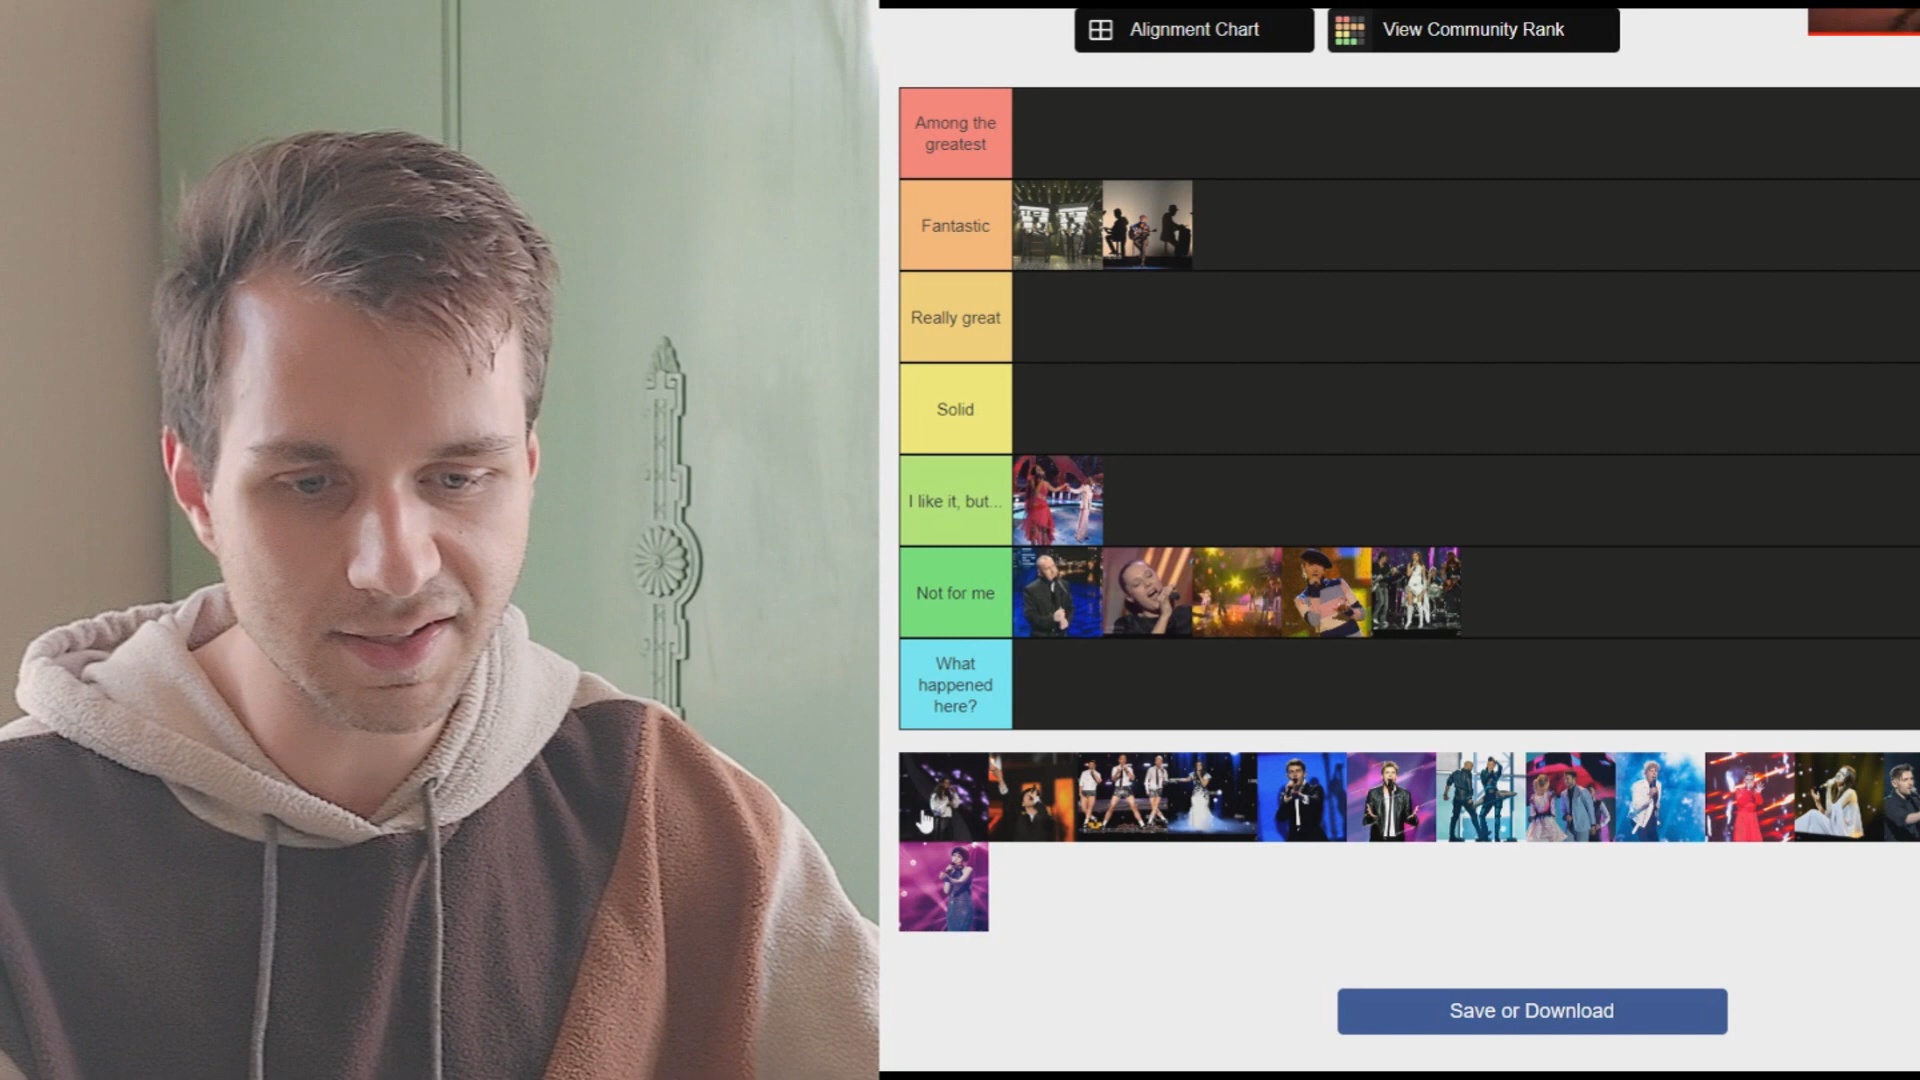 Alignment Chart
View Community Rank
Among the
greatest
Fantastic
Really great
Solid
I like it, but...
Not for me
What
happened
here?
Save or Download